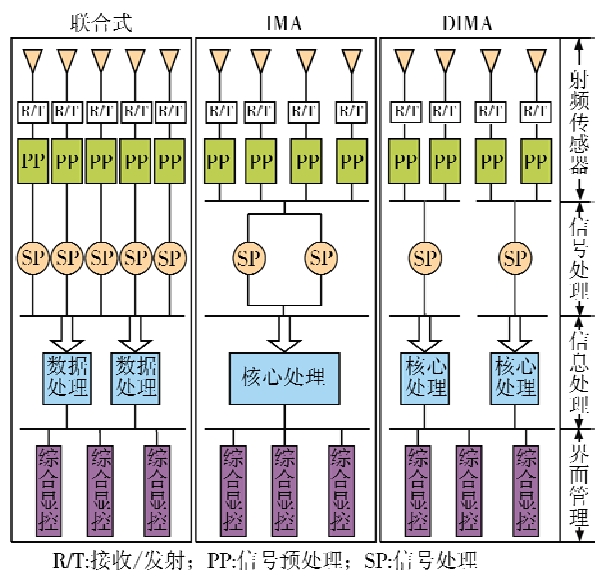 联合式 IMA DIMA
R/T R/T R/T R/T R/T R/T R/T R/T R/T R/T R/T R/T R/T
PP PP PP PP PP PP PP PP PP PP PP PP PP
射频传感器
SP SP SP SP SP SP SP SP SP
信号处理
数据处理 数据处理 核心处理 核心处理 核心处理
信息处理
综合显控 综合显控 综合显控 综合显控 综合显控 综合显控 综合显控 综合显控 综合显控
界面管理
R/T:接收/发射；PP:信号预处理；SP:信号处理